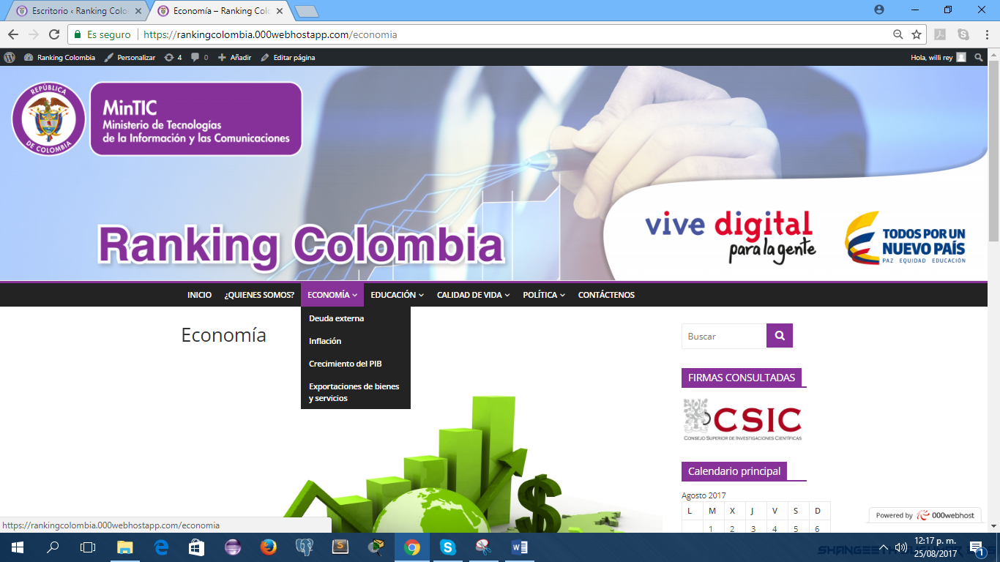 Escritorio ‹ Ranking Colo
Economía – Ranking Col
Es seguro
https://rankingcolombia.000webhostapp.com/economia
Ranking Colombia
Personalizar
4
0
Añadir
Editar página
Hola, willi rey
REPÚBLICA
DE COLOMBIA
MinTIC
Ministerio de Tecnologías
de la Información y las Comunicaciones
Ranking Colombia
vive digital
para la gente
TODOS POR UN
NUEVO PAÍS
PAZ EQUIDAD EDUCACIÓN
INICIO
¿QUIENES SOMOS?
ECONOMÍA
EDUCACIÓN
CALIDAD DE VIDA
POLÍTICA
CONTÁCTENOS
Deuda externa
Inflación
Crecimiento del PIB
Exportaciones de bienes
y servicios
Economía
Buscar
FIRMAS CONSULTADAS
CSIC
CONSEJO SUPERIOR DE INVESTIGACIONES CIENTÍFICAS
Calendario principal
Agosto 2017
L M X J V S D
1 2 3 4 5 6
Powered by 000webhost
https://rankingcolombia.000webhostapp.com/economia
12:17 p. m.
25/08/2017
1